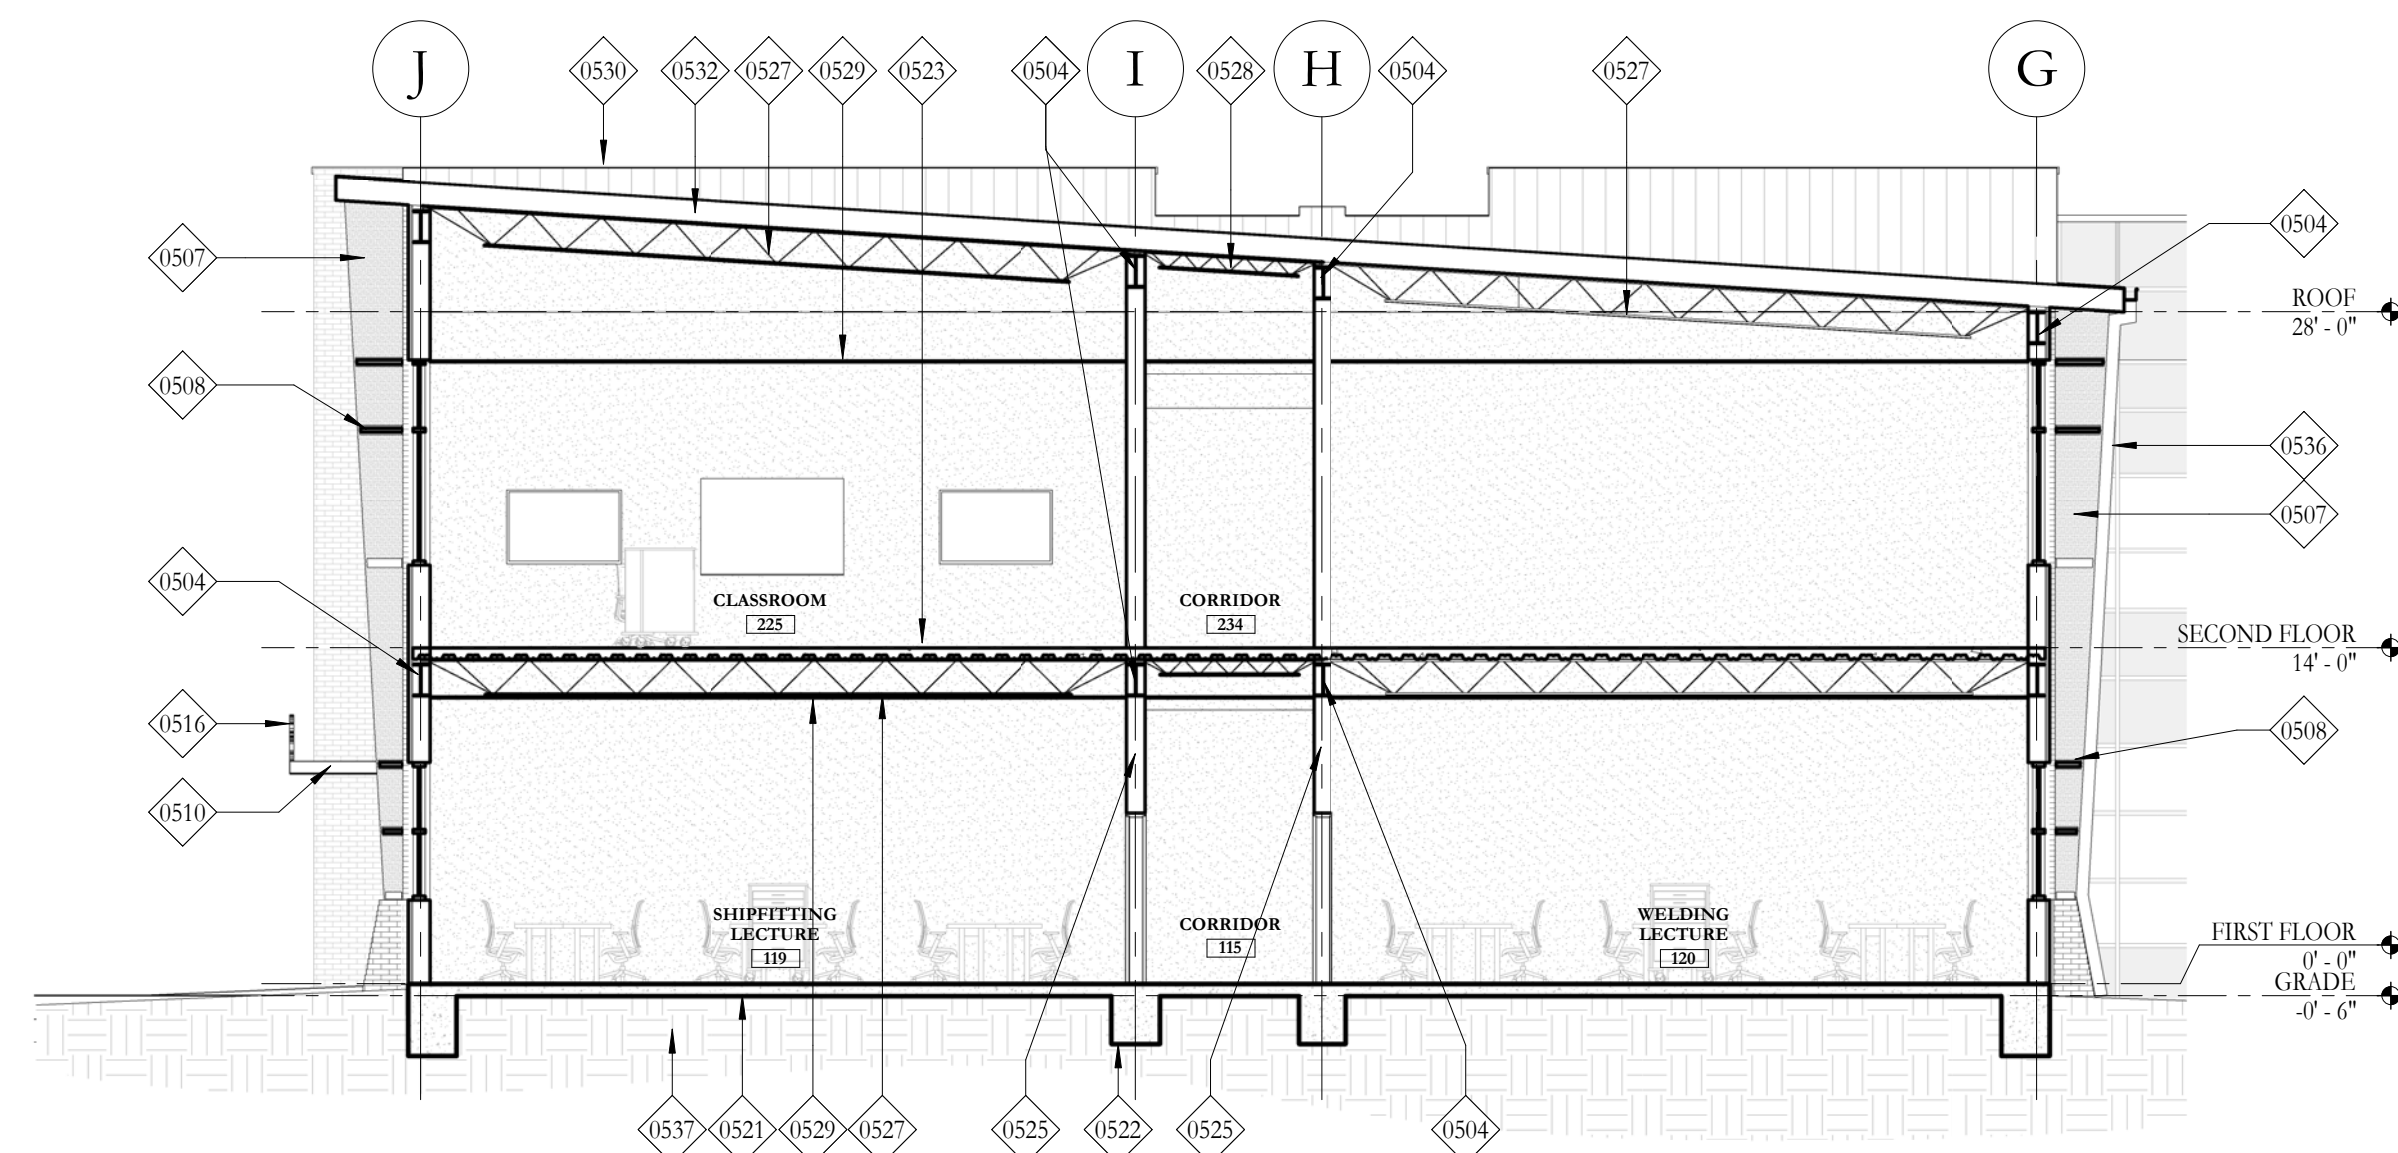 J
0530
0532
0527
0529
0523
0504
I
0528
H
0504
0527
G
0507
0504
ROOF
28' - 0"
0508
0536
0507
0504
CLASSROOM
225
CORRIDOR
234
SECOND FLOOR
14' - 0"
0516
0508
0510
SHIPFITTING
LECTURE
119
CORRIDOR
115
WELDING
LECTURE
120
FIRST FLOOR
0' - 0"
GRADE
-0' - 6"
0537
0521
0529
0527
0525
0522
0525
0504